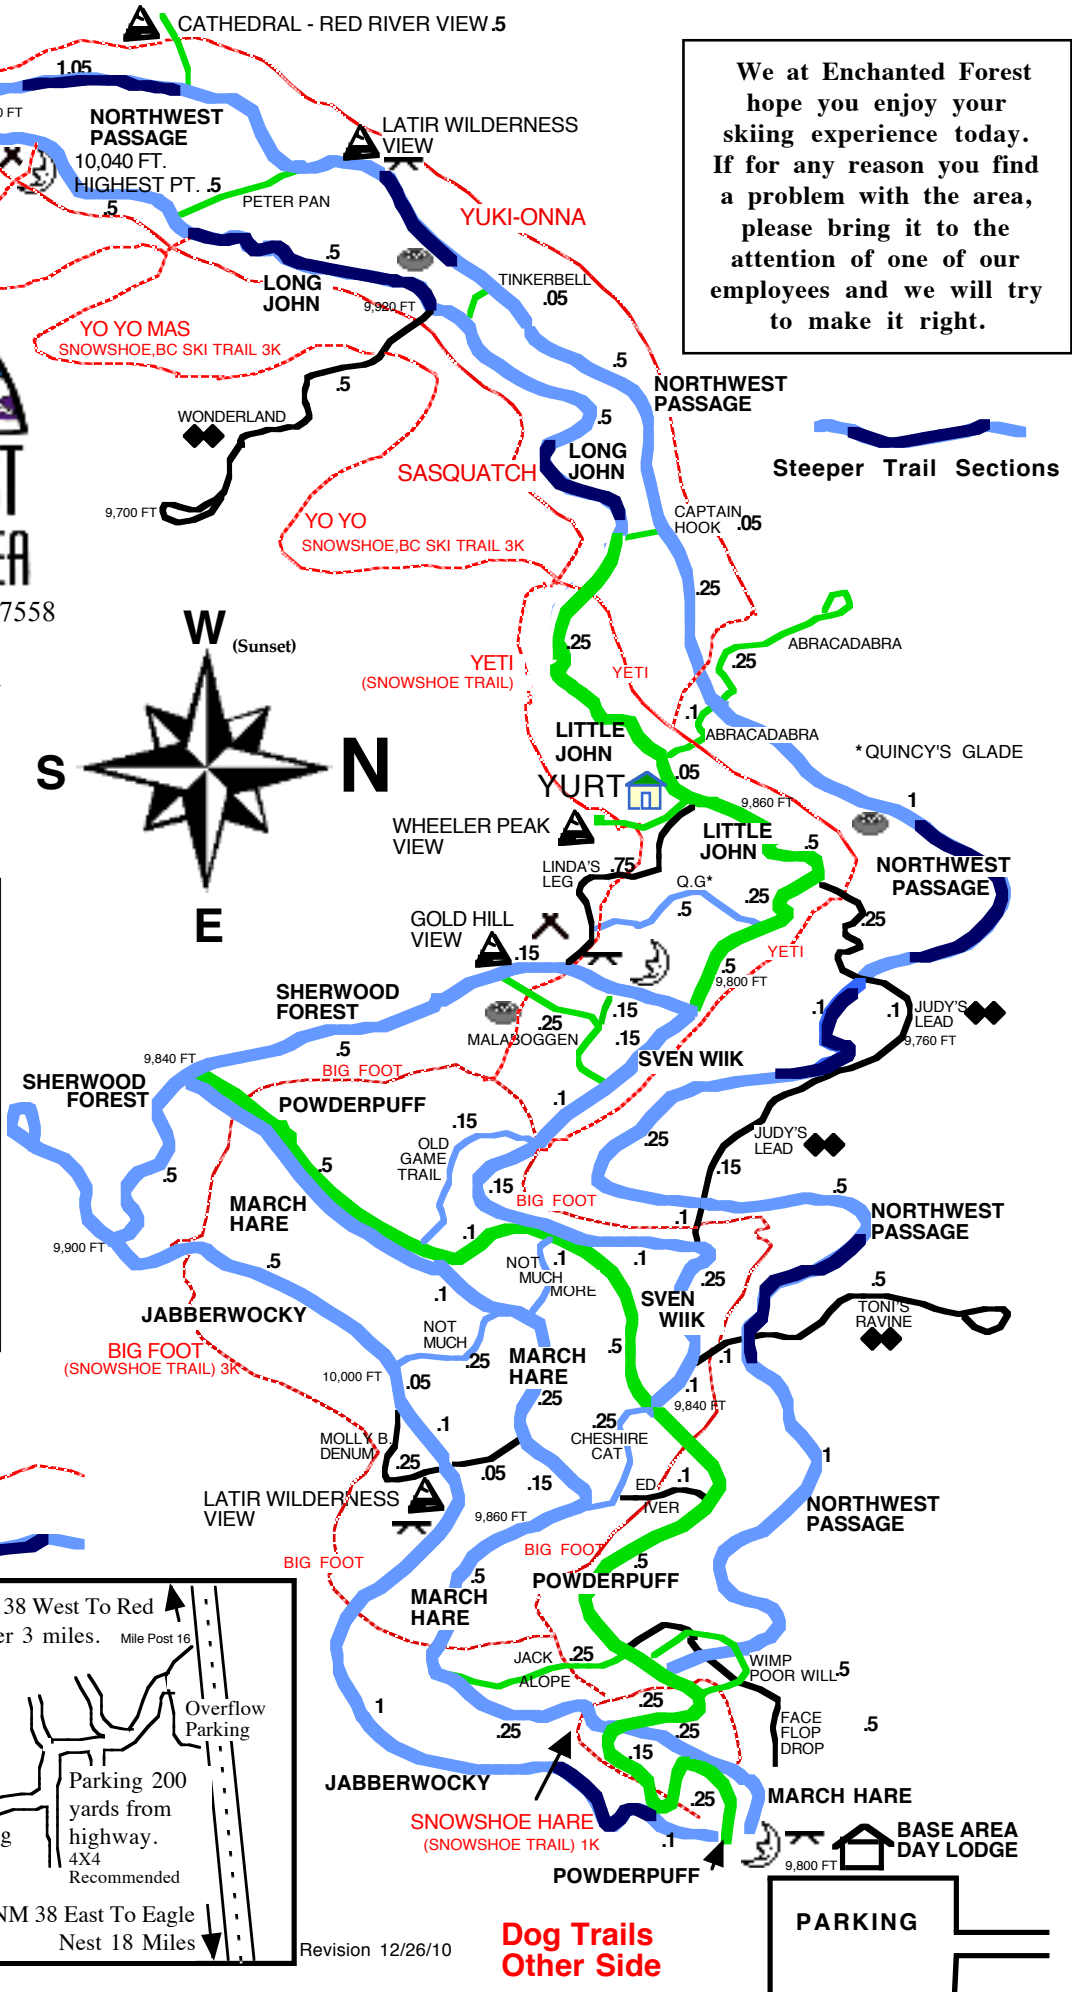 CATHEDRAL - RED RIVER VIEW .5
1.05
NORTHWEST
PASSAGE
10,040 FT.
HIGHEST PT. .5
.5
PETER PAN
LATIR WILDERNESS
VIEW
YUKI-ONNA
We at Enchanted Forest
hope you enjoy your
skiing experience today.
If for any reason you find
a problem with the area,
please bring it to the
attention of one of our
employees and we will try
to make it right.
.5
LONG
JOHN
9,920 FT
TINKERBELL
.05
YO YO MAS
SNOWSHOE,BC SKI TRAIL 3K
.5
WONDERLAND
9,700 FT
.5
NORTHWEST
PASSAGE
.5
LONG
JOHN
SASQUATCH
Steeper Trail Sections
YO YO
SNOWSHOE,BC SKI TRAIL 3K
CAPTAIN
HOOK .05
7558
.25
W
(Sunset)
S
N
E
.25
YETI
(SNOWSHOE TRAIL)
YETI
ABRACADABRA
.25
.1
ABRACADABRA
LITTLE
JOHN
.05
YURT
*QUINCY'S GLADE
9,860 FT
1
WHEELER PEAK
VIEW
LITTLE
JOHN
.5
NORTHWEST
PASSAGE
LINDA'S
LEG
.75
Q.G*
.5
.25
.25
GOLD HILL
VIEW
.15
YETI
.5
9,800 FT
SHERWOOD
FOREST
.25
MALABOGGEN
.15
.15
SVEN WIIK
.1
.1
JUDY'S
LEAD
9,760 FT
9,840 FT
.5
BIG FOOT
SHERWOOD
FOREST
POWDERPUFF
.1
.15
OLD
GAME
TRAIL
.25
JUDY'S
LEAD
.15
.5
.5
.15
BIG FOOT
.5
MARCH
HARE
.1
NORTHWEST
PASSAGE
9,900 FT
.5
.1
NOT
MUCH
MORE
.1
.1
.25
.5
JABBERWOCKY
.1
SVEN
WIIK
TONI'S
RAVINE
BIG FOOT
(SNOWSHOE TRAIL) 3K
NOT
MUCH
.25
MARCH
HARE
.5
.1
10,000 FT
.05
.25
.1
9,840 FT
.1
MOLLY B.
DENUM
.25
.05
.25
CHESHIRE
CAT
1
.15
ED
IVER
.1
LATIR WILDERNESS
VIEW
9,860 FT
NORTHWEST
PASSAGE
BIG FOOT
BIG FOOT
.5
.5
POWDERPUFF
MARCH
HARE
38 West To Red
er 3 miles.
Mile Post 16
JACK
ALOPE
.25
WIMP
POOR WILL .5
Overflow
Parking
.25
1
.25
.25
FACE
FLOP
DROP
.5
.15
Parking 200
yards from
highway.
4X4
Recommended
JABBERWOCKY
.25
MARCH HARE
SNOWSHOE HARE
(SNOWSHOE TRAIL) 1K
.1
BASE AREA
DAY LODGE
9,800 FT
POWDERPUFF
NM 38 East To Eagle
Nest 18 Miles
Revision 12/26/10
Dog Trails
Other Side
PARKING